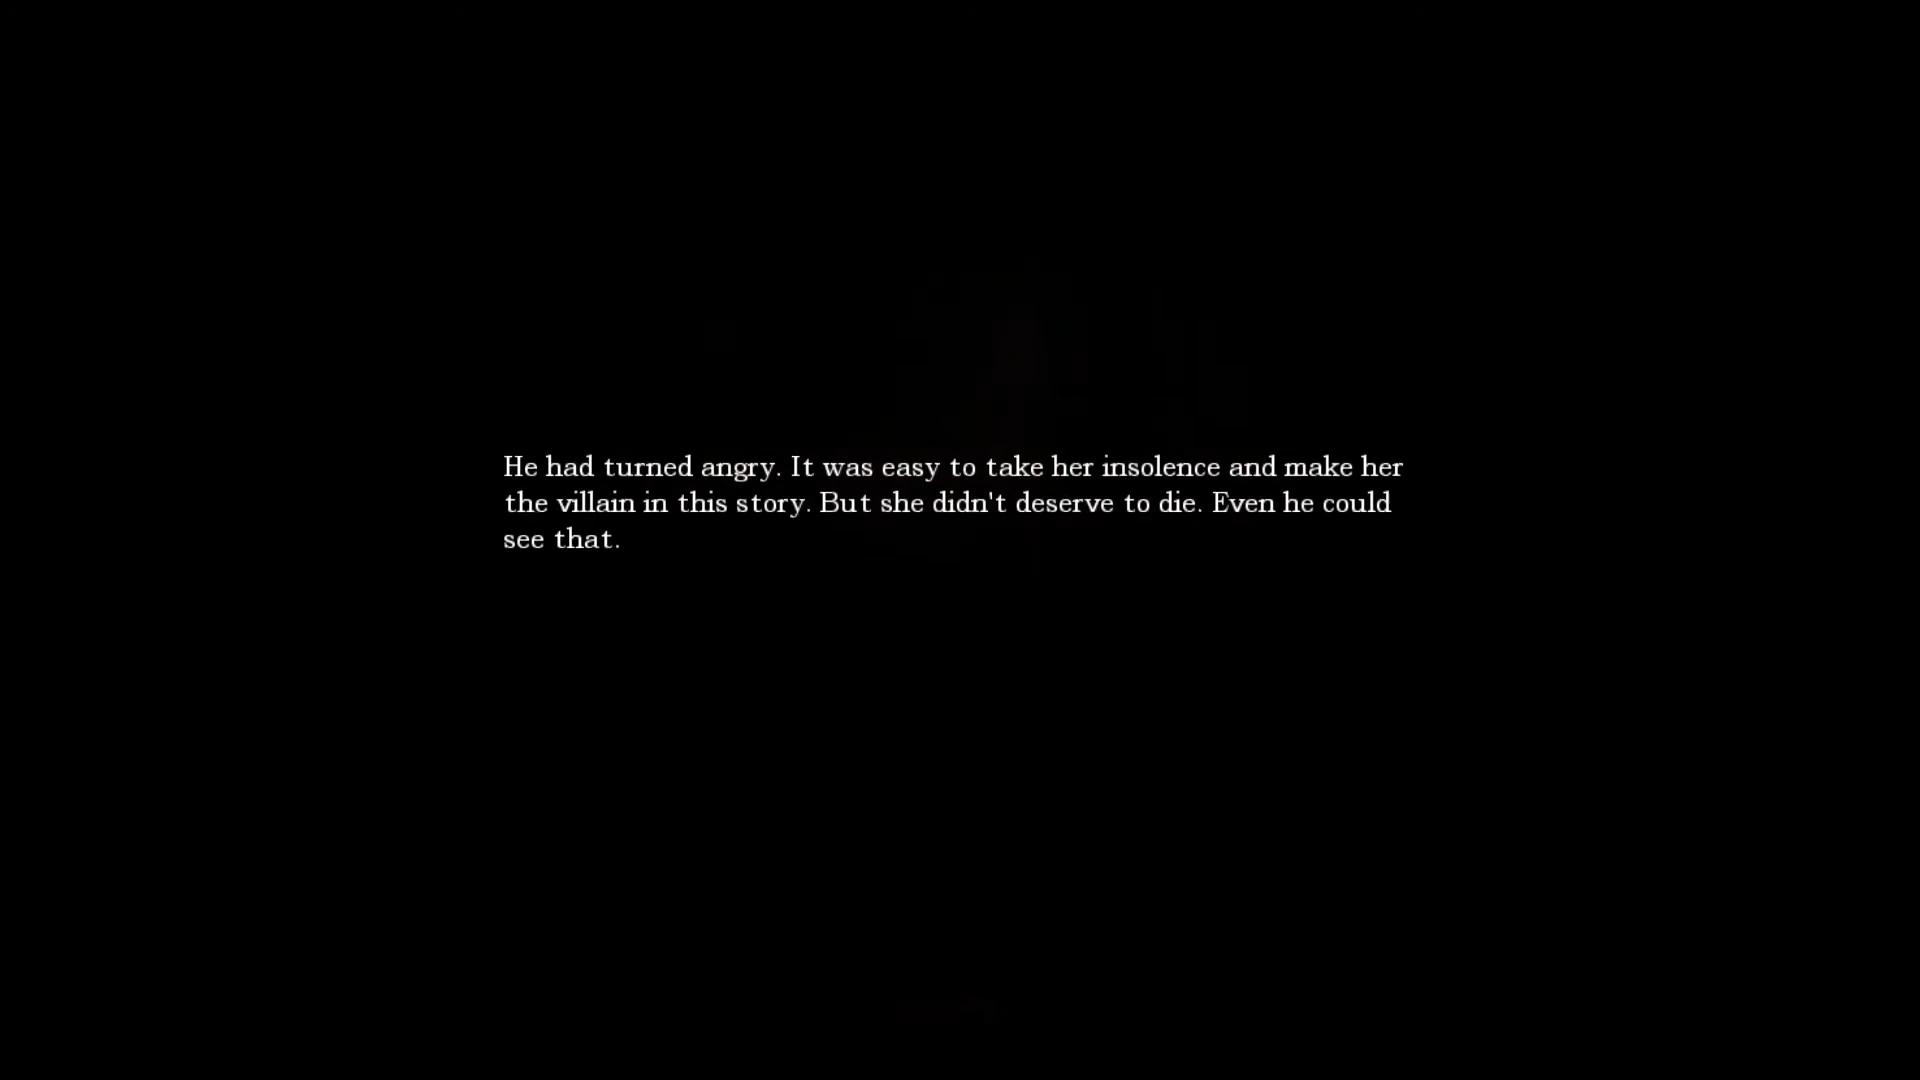 He had turned angry. It was easy to take her insolence and make her
the villain in this story. But she didn't deserve to die. Even he could
see that.